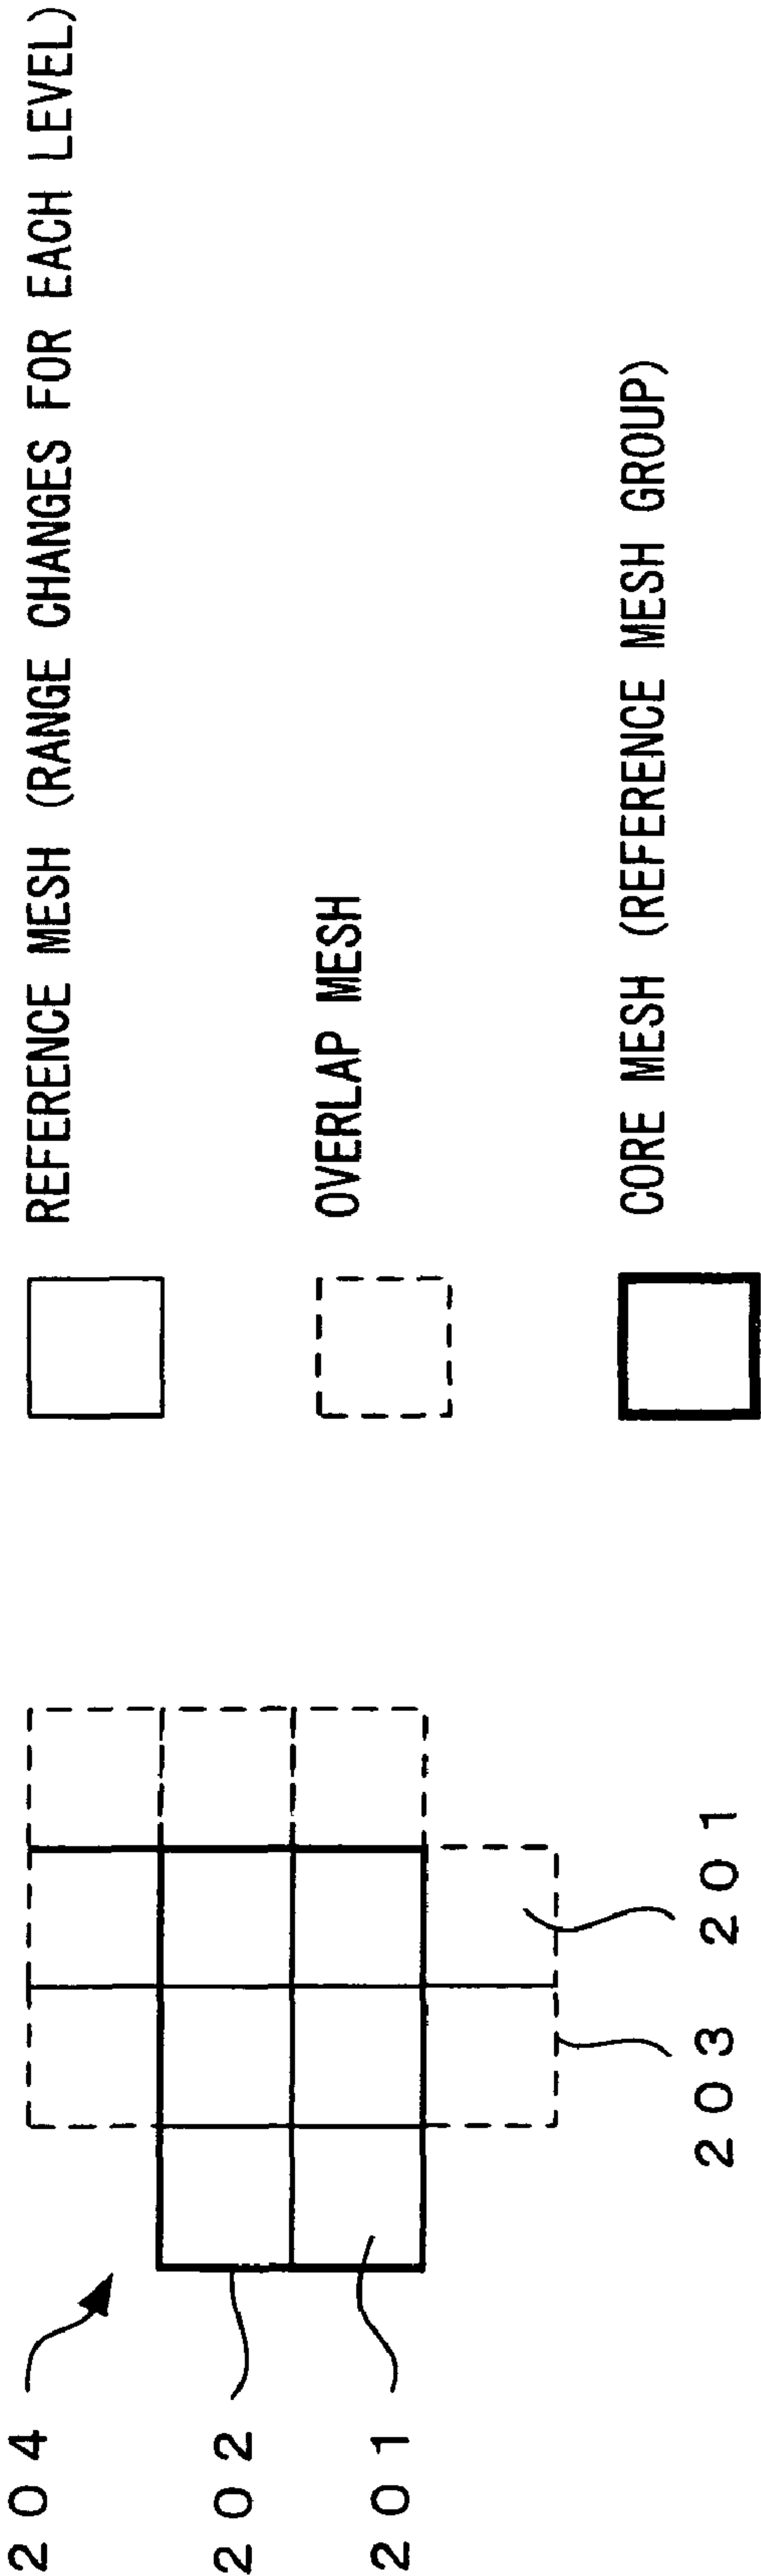 204
202
201
203
201
REFERENCE MESH (RANGE CHANGES FOR EACH LEVEL)
OVERLAP MESH
CORE MESH (REFERENCE MESH GROUP)